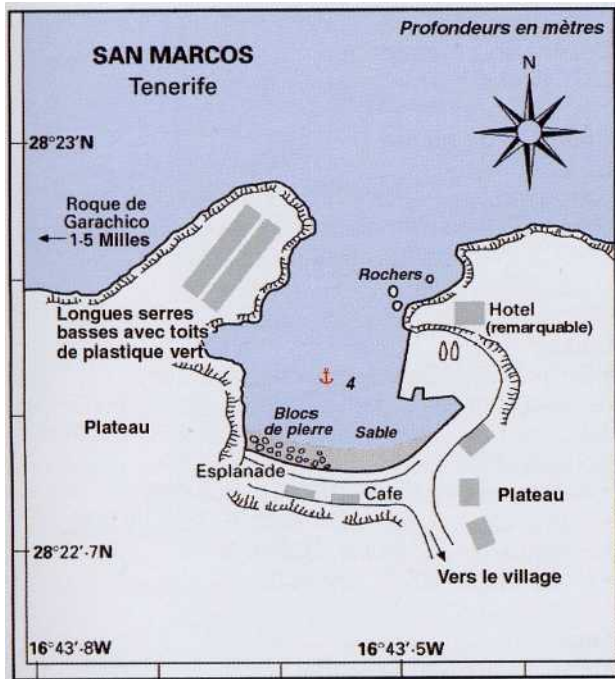 Profondeurs en mètres
SAN MARCOS
Tenerife
N
28°23'N
Roque de
Garachico
1·5 Milles
Rochers
Hotel
(remarquable)
Longues serres
basses avec toits
de plastique vert
4
Plateau
Blocs
de pierre
Sable
Esplanade
Cafe
Plateau
28°22'·7N
Vers le village
16°43'·8W
16°43'·5W